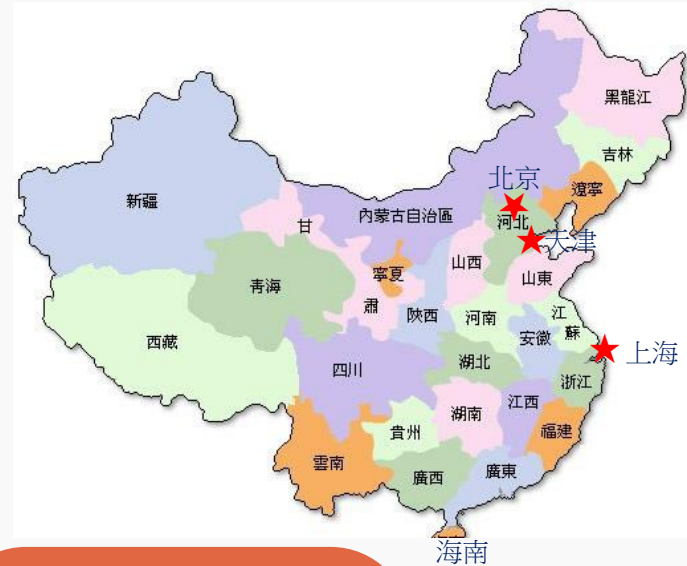 黑龍江
吉林
北京
遼寧
新疆
內蒙古自治區
河北
甘
天津
山西
寧夏
山東
青海
肅
江
陝西
河南
蘇
安徽
西藏
上海
湖北
四川
浙江
江西
湖南
貴州
福建
雲南
廣東
廣西
海南